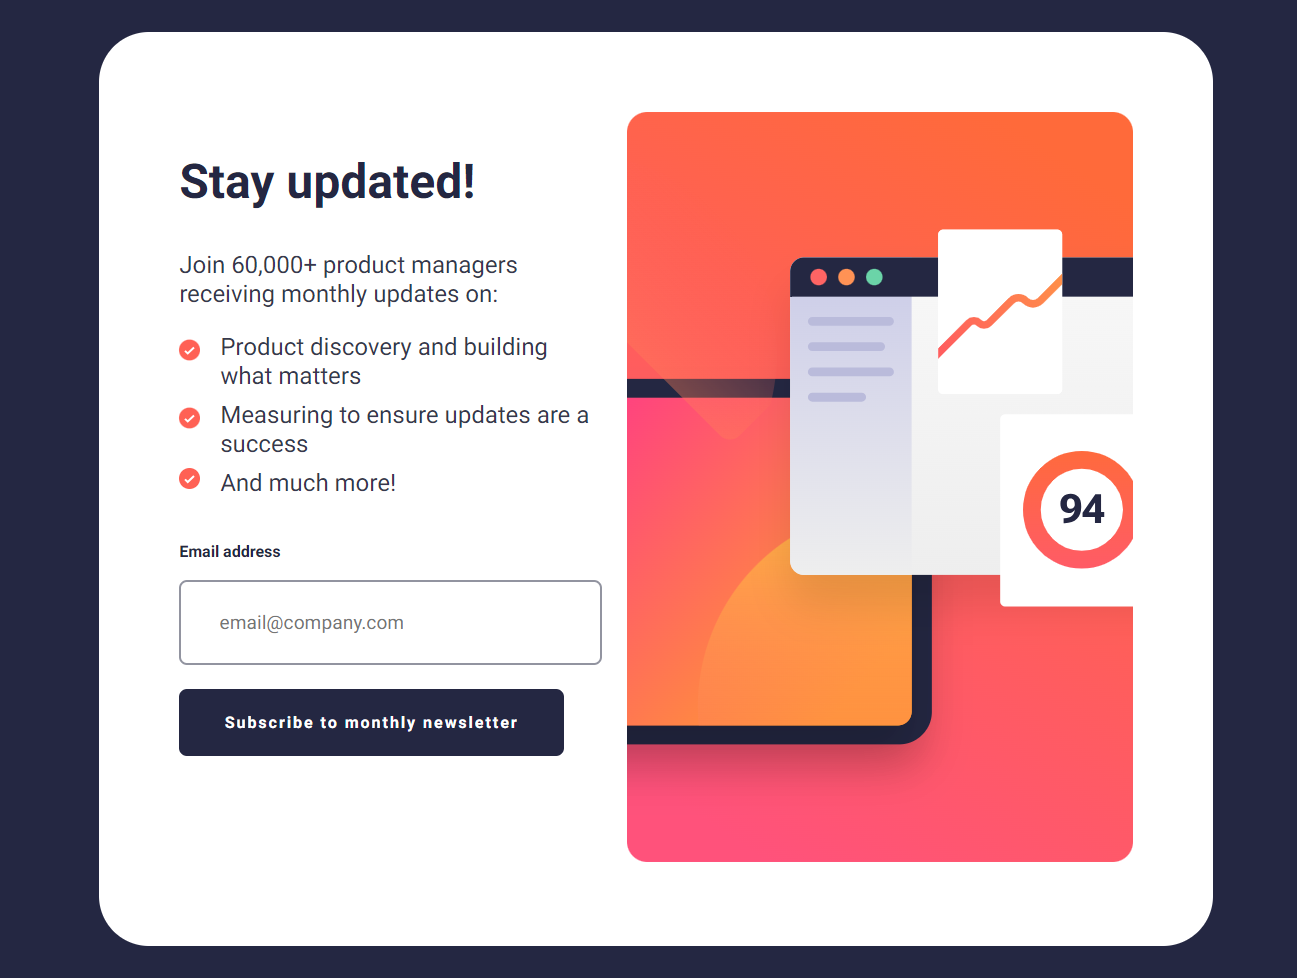 Stay updated!
Join 60,000+ product managers
receiving monthly updates on:
Product discovery and building
what matters
Measuring to ensure updates are a
success
And much more!
Email address
email@company.com
Subscribe to monthly newsletter
94